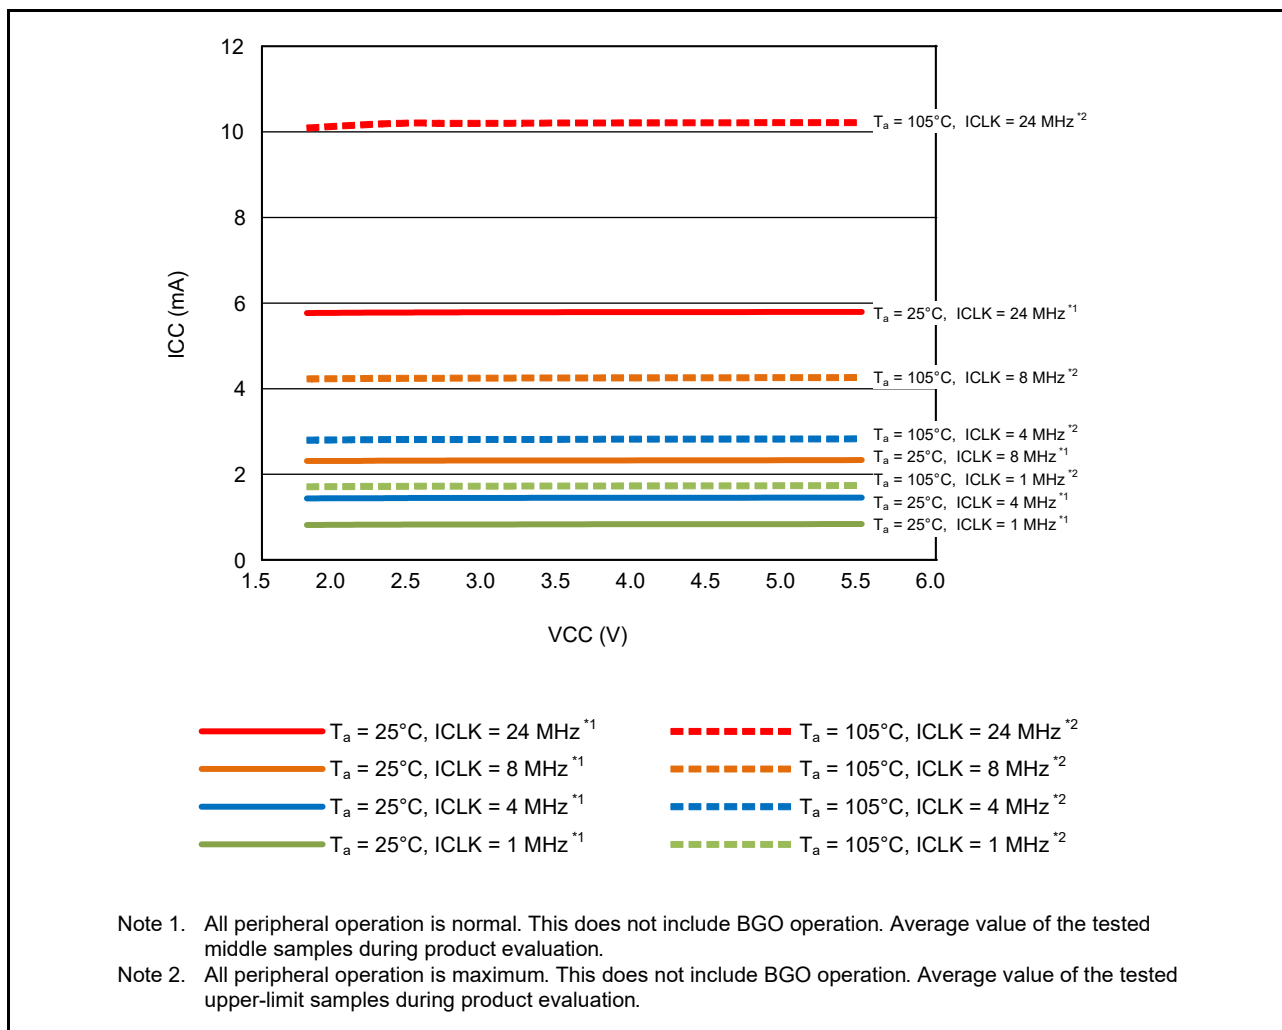 12
10
8
6
4
2
0
ICC (mA)
1.5 2.0 2.5 3.0 3.5 4.0 4.5 5.0 5.5 6.0
VCC (V)
Ta = 105°C, ICLK = 24 MHz *2
Ta = 25°C, ICLK = 24 MHz *1
Ta = 105°C, ICLK = 8 MHz *2
Ta = 105°C, ICLK = 4 MHz *2
Ta = 25°C, ICLK = 8 MHz *1
Ta = 105°C, ICLK = 1 MHz *2
Ta = 25°C, ICLK = 4 MHz *1
Ta = 25°C, ICLK = 1 MHz *1
Ta = 25°C, ICLK = 24 MHz *1
Ta = 105°C, ICLK = 24 MHz *2
Ta = 25°C, ICLK = 8 MHz *1
Ta = 105°C, ICLK = 8 MHz *2
Ta = 25°C, ICLK = 4 MHz *1
Ta = 105°C, ICLK = 4 MHz *2
Ta = 25°C, ICLK = 1 MHz *1
Ta = 105°C, ICLK = 1 MHz *2
Note 1. All peripheral operation is normal. This does not include BGO operation. Average value of the tested
middle samples during product evaluation.
Note 2. All peripheral operation is maximum. This does not include BGO operation. Average value of the tested
upper-limit samples during product evaluation.